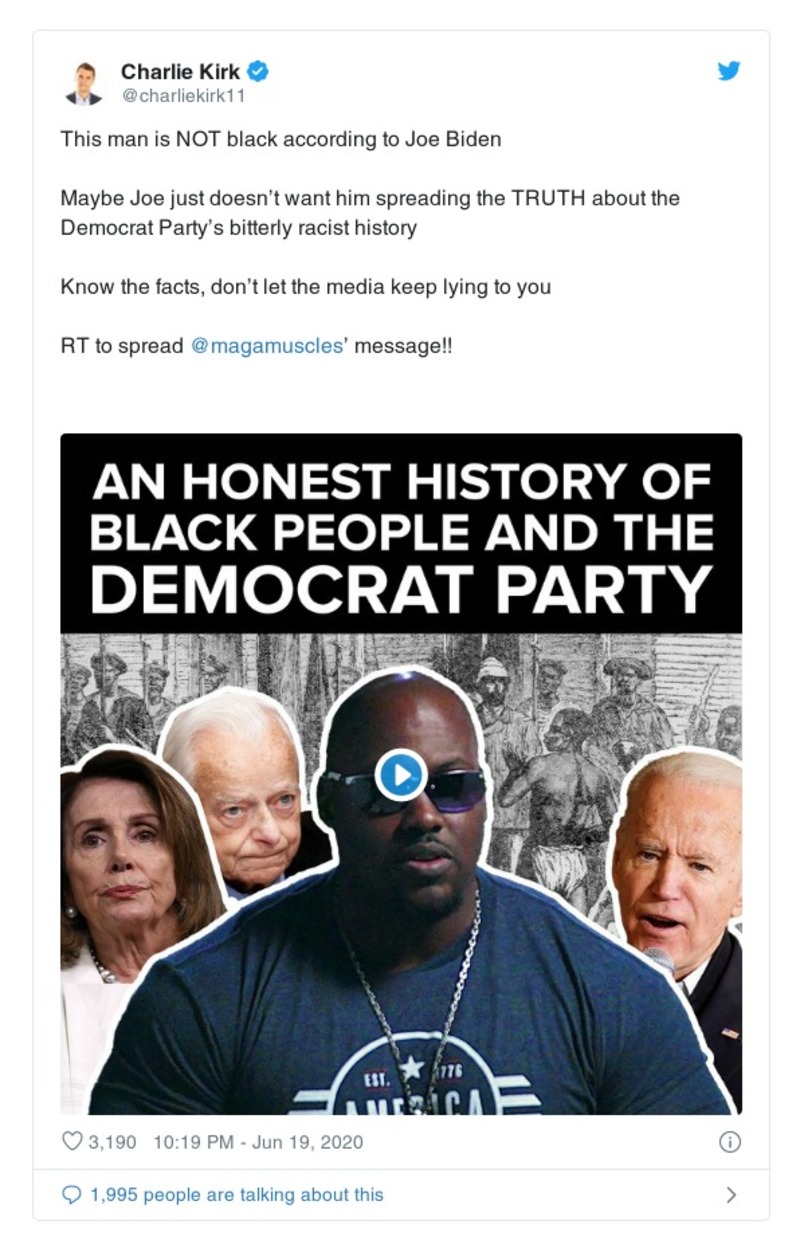 Charlie Kirk
@charliekirk11
This man is NOT black according to Joe Biden
Maybe Joe just doesn’t want him spreading the TRUTH about the
Democrat Party’s bitterly racist history
Know the facts, don’t let the media keep lying to you
RT to spread @magamuscles’ message!!
AN HONEST HISTORY OF
BLACK PEOPLE AND THE
DEMOCRAT PARTY
EST. 1776
AMERICA
3,190 10:19 PM - Jun 19, 2020
1,995 people are talking about this